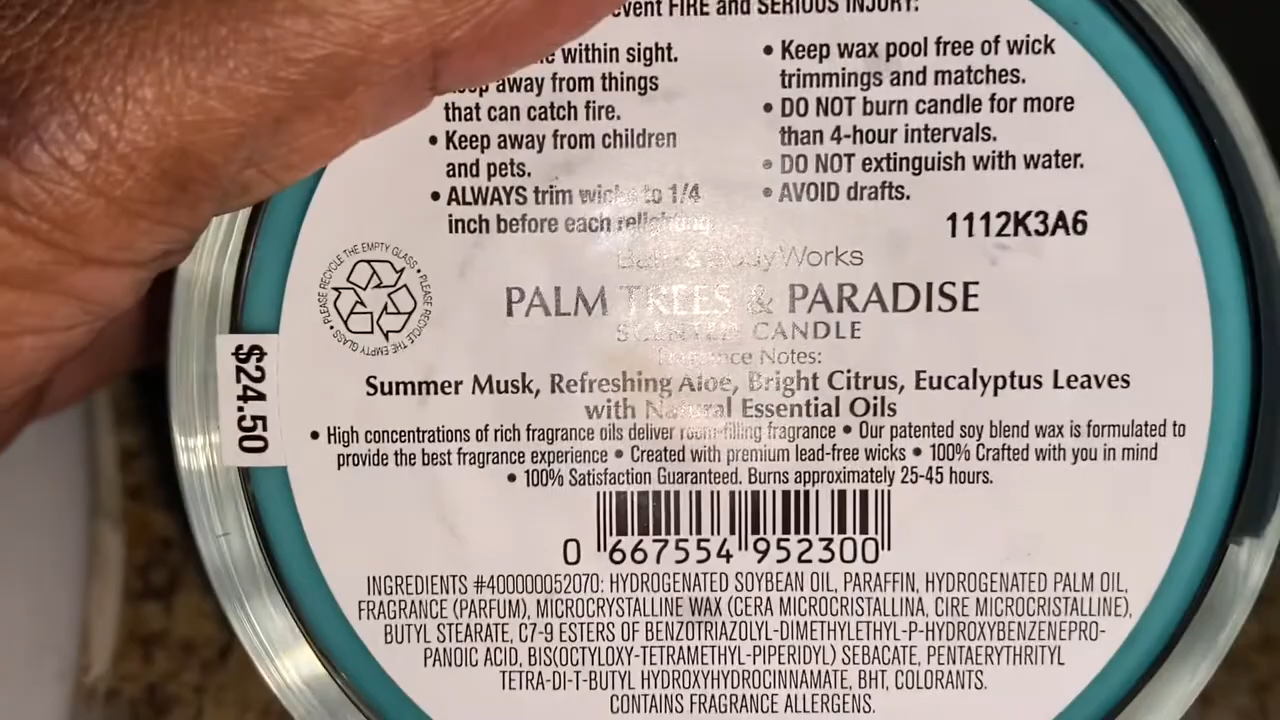 event FIRE and SERIOUS INJURY:
within sight.
away from things
that can catch fire.
• Keep away from children
and pets.
• ALWAYS trim wicks to 1/4
inch before each relighting.
• Keep wax pool free of wick
trimmings and matches.
• DO NOT burn candle for more
than 4-hour intervals.
• DO NOT extinguish with water.
• AVOID drafts.
1112K3A6
PLEASE RECYCLE THE EMPTY GLASS • PLEASE RECYCLE THE EMPTY GLASS •
Bath & Body Works
PALM TREES & PARADISE
SCENTED CANDLE
Fragrance Notes:
Summer Musk, Refreshing Aloe, Bright Citrus, Eucalyptus Leaves
with Natural Essential Oils
• High concentrations of rich fragrance oils deliver room-filling fragrance • Our patented soy blend wax is formulated to
provide the best fragrance experience • Created with premium lead-free wicks • 100% Crafted with you in mind
• 100% Satisfaction Guaranteed. Burns approximately 25-45 hours.
$24.50
0 667554 952300
INGREDIENTS #400000052070: HYDROGENATED SOYBEAN OIL, PARAFFIN, HYDROGENATED PALM OIL,
FRAGRANCE (PARFUM), MICROCRYSTALLINE WAX (CERA MICROCRISTALLINA, CIRE MICROCRISTALLINE),
BUTYL STEARATE, C7-9 ESTERS OF BENZOTRIAZOLYL-DIMETHYLETHYL-P-HYDROXYBENZENEPRO-
PANOIC ACID, BIS(OCTYLOXY-TETRAMETHYL-PIPERIDYL) SEBACATE, PENTAERYTHRITYL
TETRA-DI-T-BUTYL HYDROXYHYDROCINNAMATE, BHT, COLORANTS.
CONTAINS FRAGRANCE ALLERGENS.